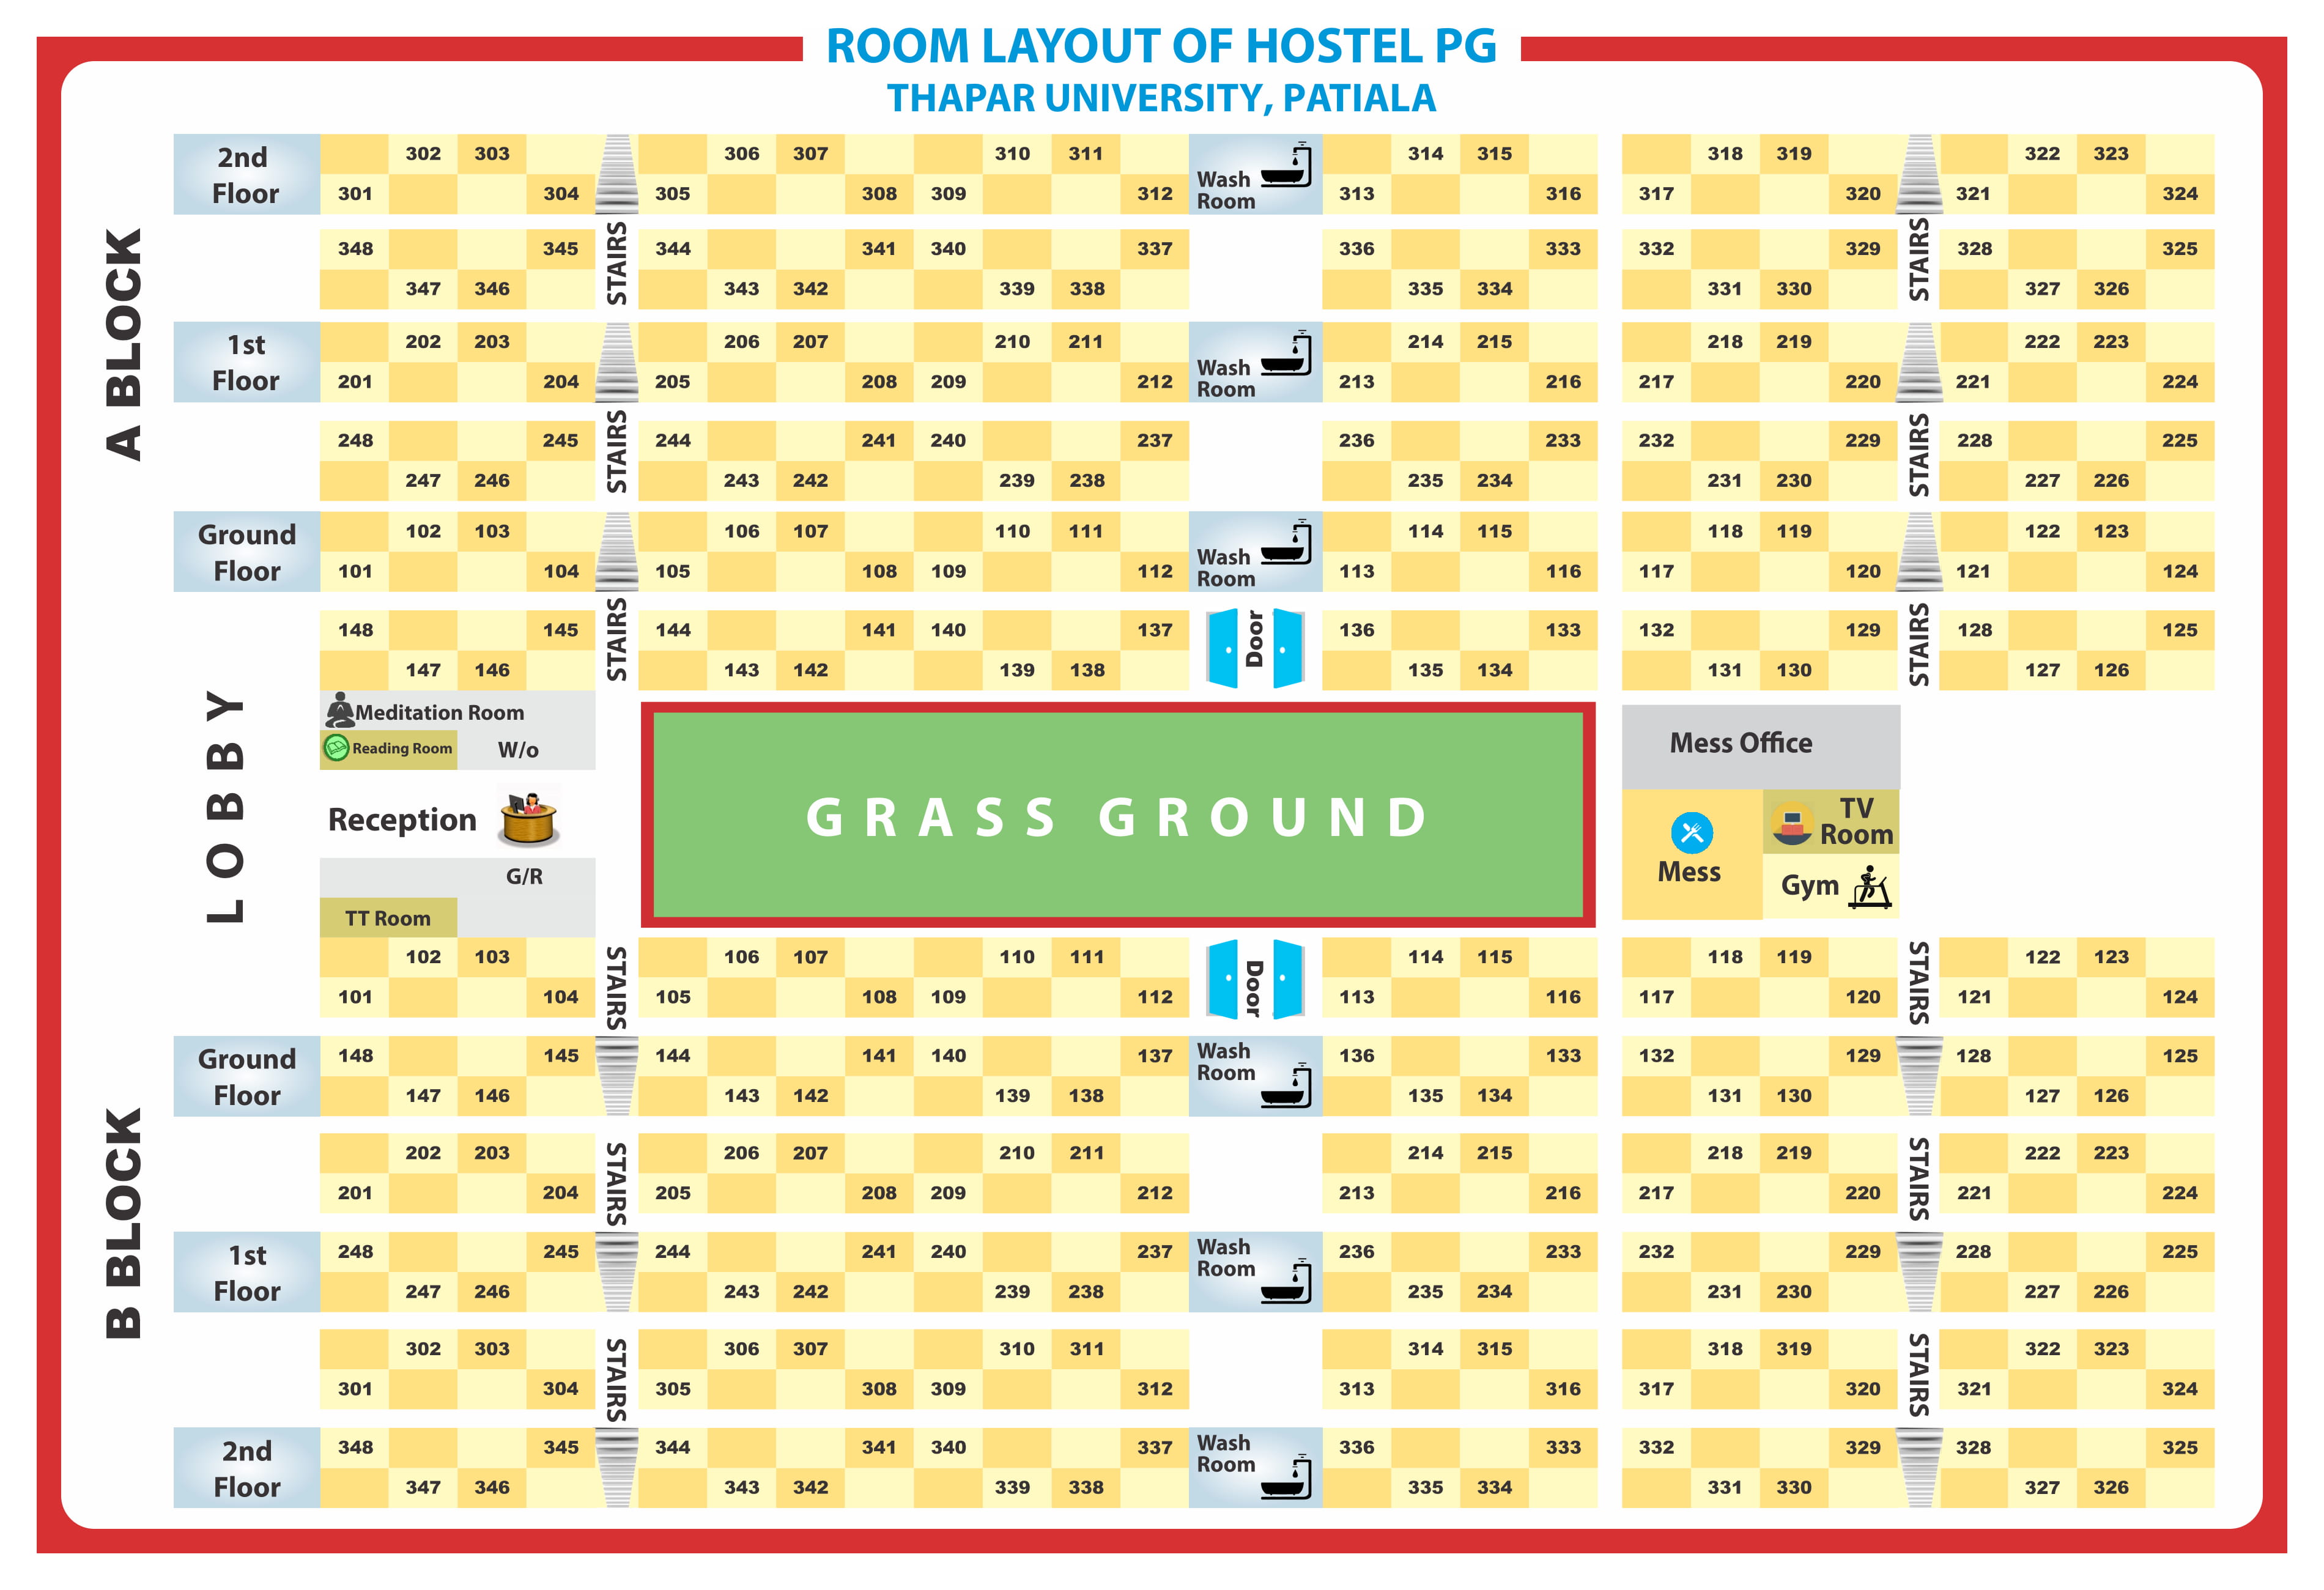 ROOM LAYOUT OF HOSTEL PG
THAPAR UNIVERSITY, PATIALA
A BLOCK
2nd
Floor
302 303 306 307 310 311 314 315 318 319 322 323
301 304 305 308 309 312 313 316 317 320 321 324
Wash
Room
STAIRS
STAIRS
348 345 344 341 340 337 336 333 332 329 328 325
347 346 343 342 339 338 335 334 331 330 327 326
1st
Floor
202 203 206 207 210 211 214 215 218 219 222 223
201 204 205 208 209 212 213 216 217 220 221 224
Wash
Room
STAIRS
STAIRS
248 245 244 241 240 237 236 233 232 229 228 225
247 246 243 242 239 238 235 234 231 230 227 226
Ground
Floor
102 103 106 107 110 111 114 115 118 119 122 123
101 104 105 108 109 112 113 116 117 120 121 124
Wash
Room
STAIRS
Door
STAIRS
148 145 144 141 140 137 136 133 132 129 128 125
147 146 143 142 139 138 135 134 131 130 127 126
LOBBY
Meditation Room
Reading Room W/o
Reception
G/R
TT Room
GRASS GROUND
Mess Office
Mess
TV
Room
Gym
B BLOCK
102 103 106 107 110 111 114 115 118 119 122 123
101 104 105 108 109 112 113 116 117 120 121 124
STAIRS
Door
STAIRS
Ground
Floor
148 145 144 141 140 137 136 133 132 129 128 125
147 146 143 142 139 138 135 134 131 130 127 126
Wash
Room
202 203 206 207 210 211 214 215 218 219 222 223
201 204 205 208 209 212 213 216 217 220 221 224
STAIRS
STAIRS
1st
Floor
248 245 244 241 240 237 236 233 232 229 228 225
247 246 243 242 239 238 235 234 231 230 227 226
Wash
Room
302 303 306 307 310 311 314 315 318 319 322 323
301 304 305 308 309 312 313 316 317 320 321 324
STAIRS
STAIRS
2nd
Floor
348 345 344 341 340 337 336 333 332 329 328 325
347 346 343 342 339 338 335 334 331 330 327 326
Wash
Room